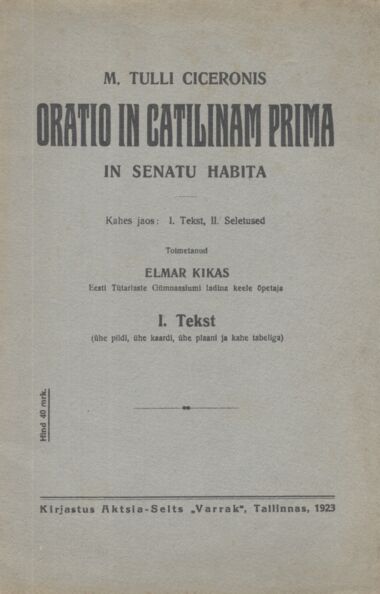 M. TULLI CICERONIS
ORATIO IN CATILINAM PRIMA
IN SENATU HABITA
Kahes jaos: I. Tekst, II. Seletused
Toimetanud
ELMAR KIKAS
Eesti Tütarlaste Gümnaasiumi ladina keele õpetaja
I. Tekst
(ühe pildi, ühe kaardi, ühe plaani ja kahe tabeliga)
Hind 40 mrk.
Kirjastus Aktsia-Selts „Varrak“, Tallinnas, 1923